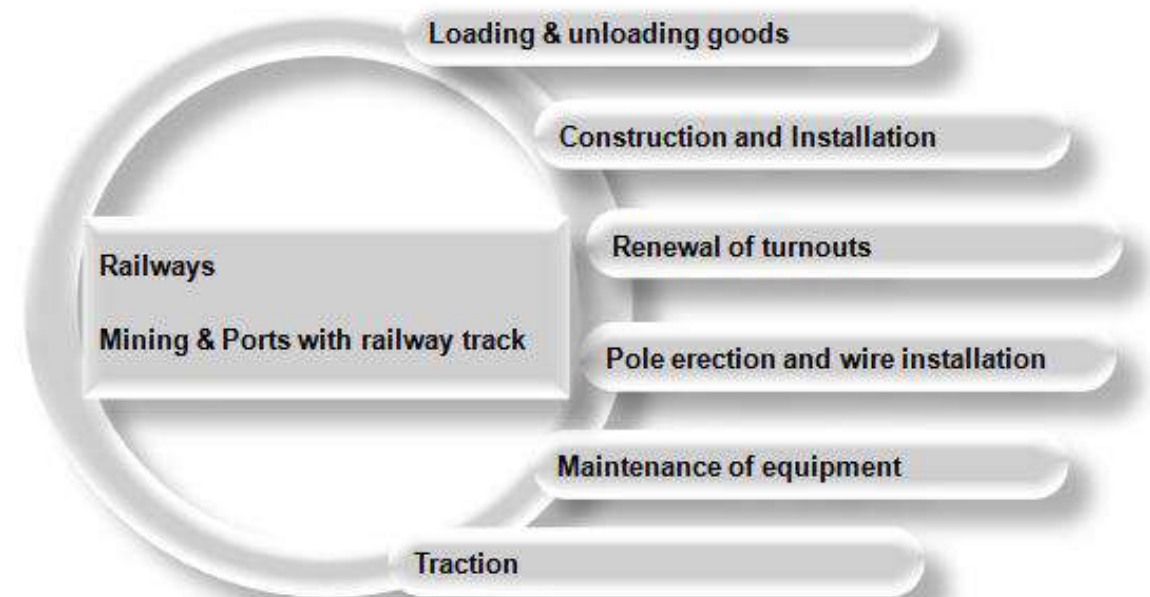 Loading & unloading goods
Construction and Installation
Renewal of turnouts
Railways
Mining & Ports with railway track
Pole erection and wire installation
Maintenance of equipment
Traction